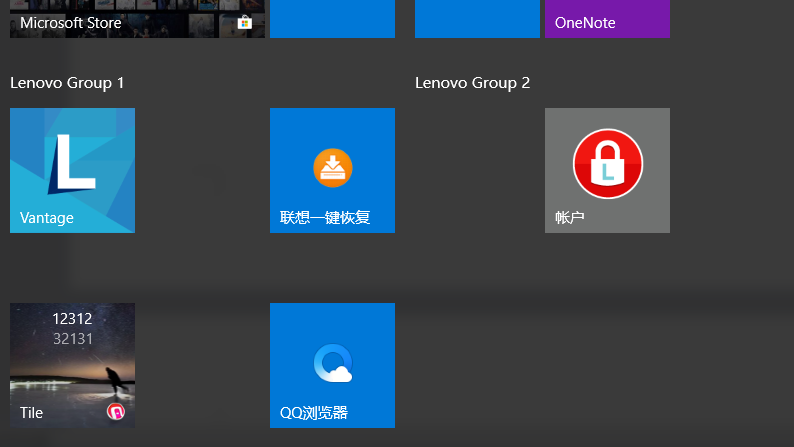 Microsoft Store
OneNote
Lenovo Group 1
Lenovo Group 2
L
Vantage
联想一键恢复
L
帐户
12312
32131
Tile
QQ浏览器